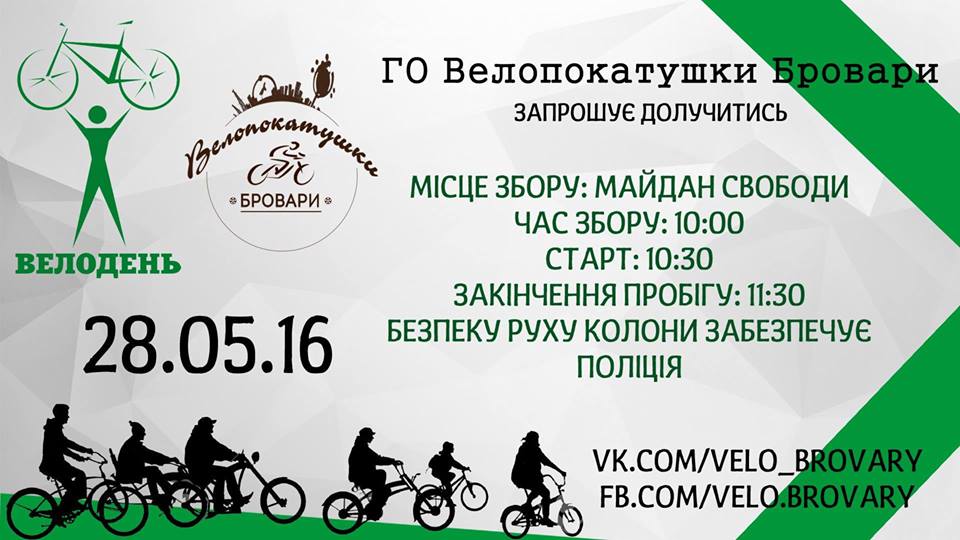 ВЕЛОДЕНЬ
Велопокатушки
БРОВАРИ
28.05.16
ГО Велопокатушки Бровари
ЗАПРОШУЄ ДОЛУЧИТИСЬ
МІСЦЕ ЗБОРУ: МАЙДАН СВОБОДИ
ЧАС ЗБОРУ: 10:00
СТАРТ: 10:30
ЗАКІНЧЕННЯ ПРОБІГУ: 11:30
БЕЗПЕКУ РУХУ КОЛОНИ ЗАБЕЗПЕЧУЄ
ПОЛІЦІЯ
VK.COM/VELO_BROVARY
FB.COM/VELO.BROVARY